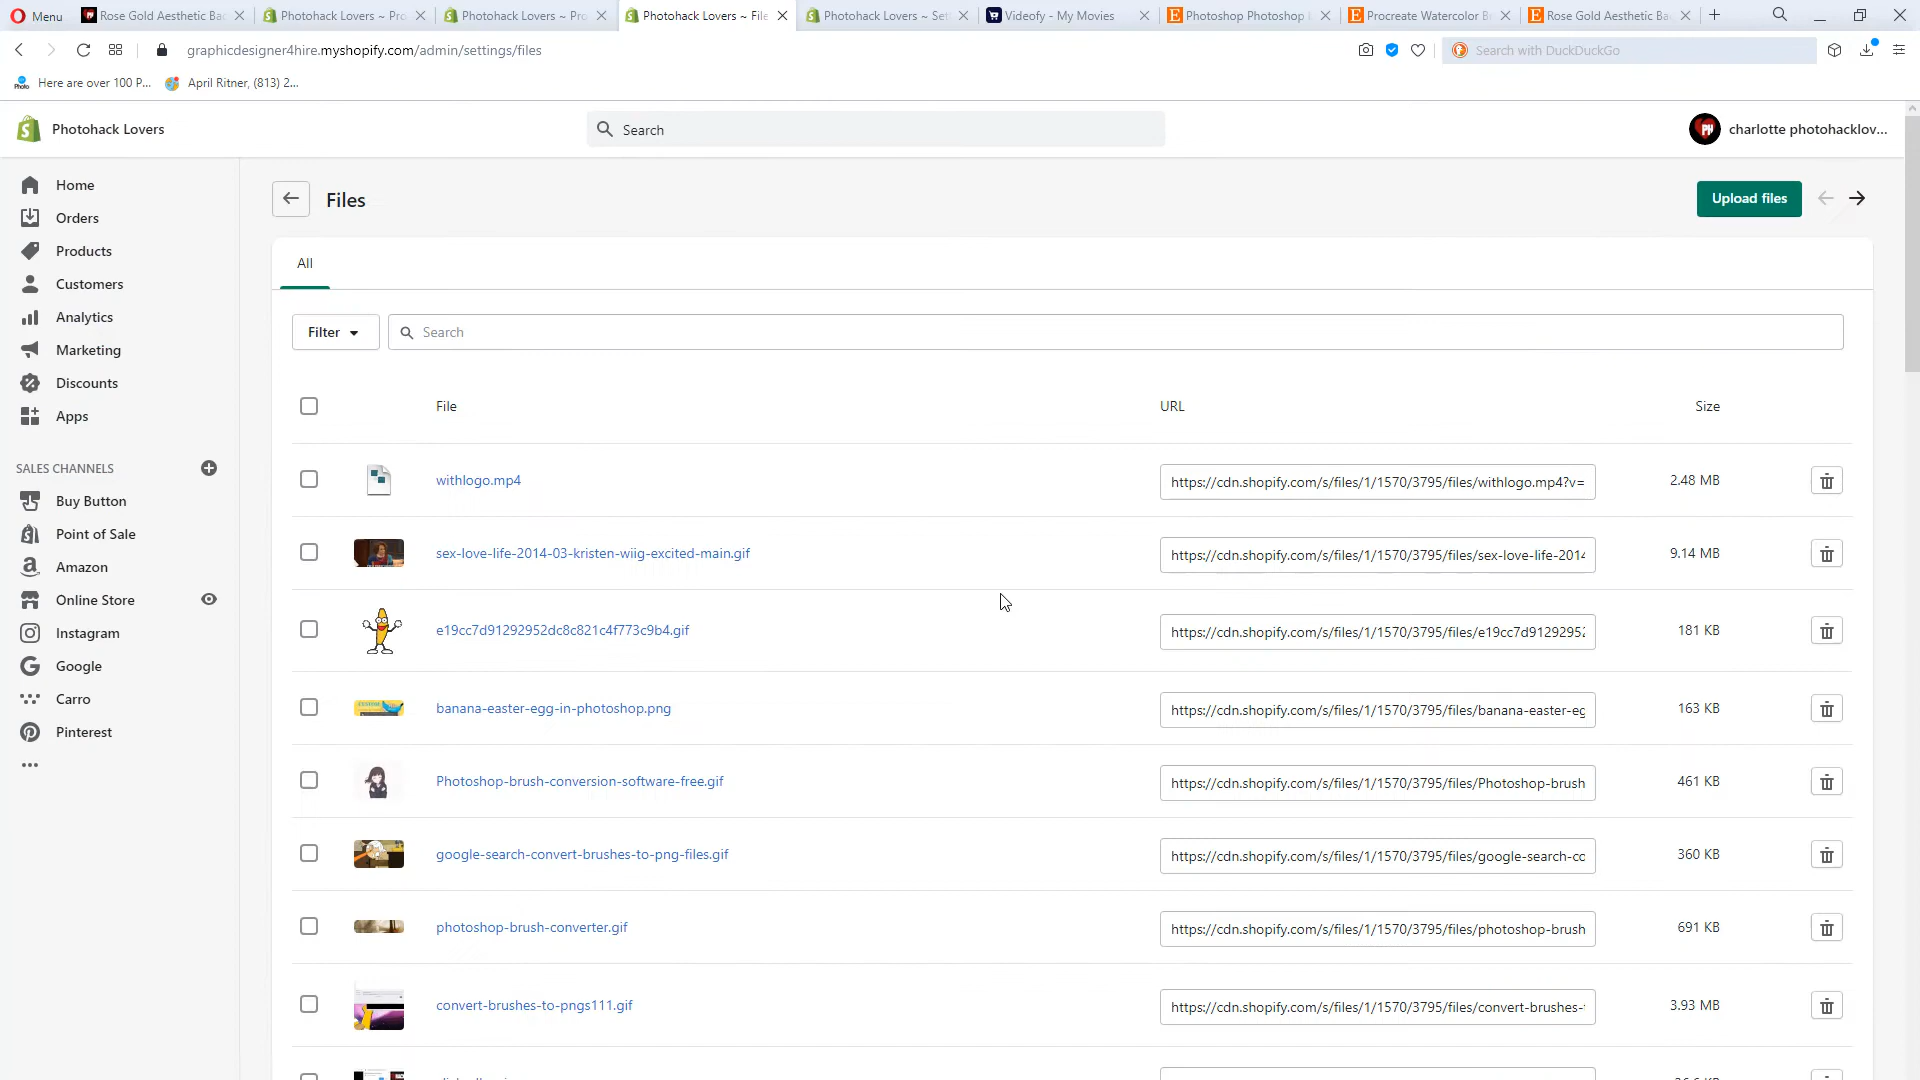 Menu
Rose Gold Aesthetic Bac
Photohack Lovers ~ Pro
Photohack Lovers ~ Pro
Photohack Lovers ~ File
Photohack Lovers ~ Set
Videofy - My Movies
Photoshop Photoshop
Procreate Watercolor B
Rose Gold Aesthetic Ba
graphicdesigner4hire.myshopify.com/admin/settings/files
Search with DuckDuckGo
Here are over 100 P...
April Ritner, (813) 2...
Photohack Lovers
Search
charlotte photohacklov...
Home
Orders
Products
Customers
Analytics
Marketing
Discounts
Apps
SALES CHANNELS
Buy Button
Point of Sale
Amazon
Online Store
Instagram
Google
Carro
Pinterest
Files
Upload files
All
Filter
Search
File URL Size
withlogo.mp4 https://cdn.shopify.com/s/files/1/1570/3795/files/withlogo.mp4?v= 2.48 MB
sex-love-life-2014-03-kristen-wiig-excited-main.gif https://cdn.shopify.com/s/files/1/1570/3795/files/sex-love-life-2014 9.14 MB
e19cc7d91292952dc8c821c4f773c9b4.gif https://cdn.shopify.com/s/files/1/1570/3795/files/e19cc7d91292952 181 KB
banana-easter-egg-in-photoshop.png https://cdn.shopify.com/s/files/1/1570/3795/files/banana-easter-eg 163 KB
Photoshop-brush-conversion-software-free.gif https://cdn.shopify.com/s/files/1/1570/3795/files/Photoshop-brush 461 KB
google-search-convert-brushes-to-png-files.gif https://cdn.shopify.com/s/files/1/1570/3795/files/google-search-co 360 KB
photoshop-brush-converter.gif https://cdn.shopify.com/s/files/1/1570/3795/files/photoshop-brush 691 KB
convert-brushes-to-pngs111.gif https://cdn.shopify.com/s/files/1/1570/3795/files/convert-brushes- 3.93 MB